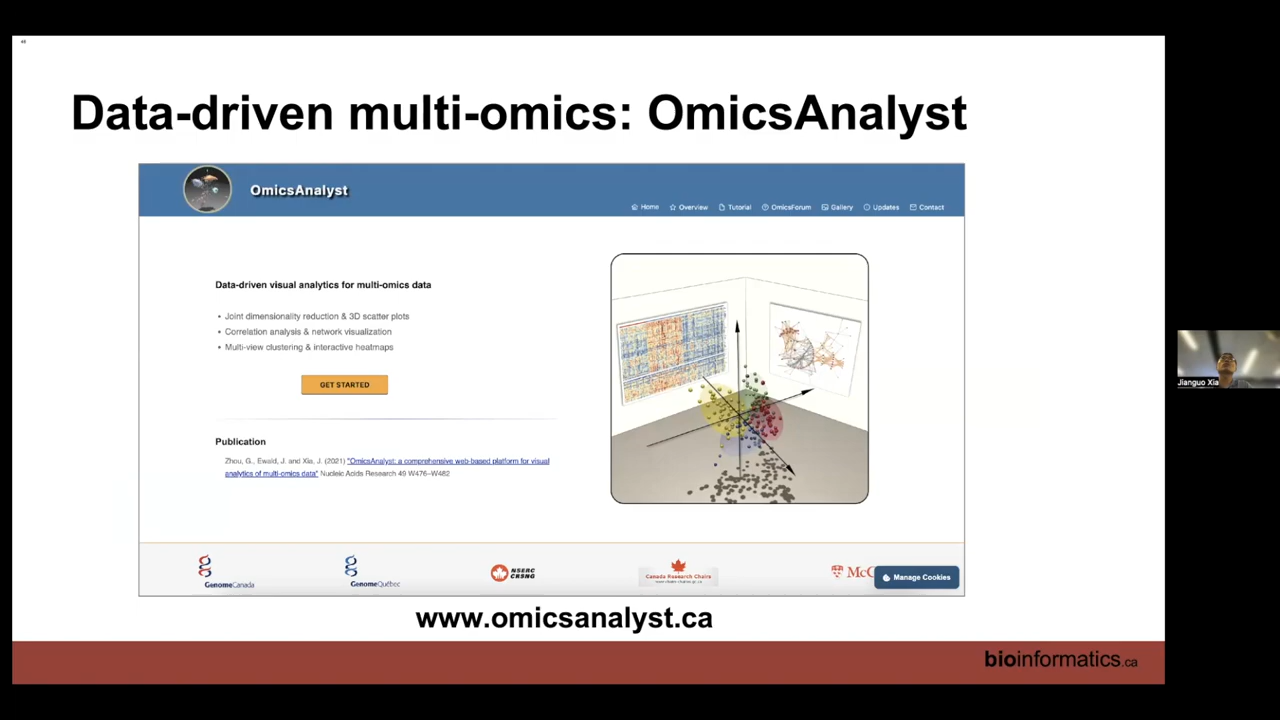 Data-driven multi-omics: OmicsAnalyst
OmicsAnalyst
Home Overview Tutorial OmicsForum Gallery Updates Contact
Data-driven visual analytics for multi-omics data
• Joint dimensionality reduction & 3D scatter plots
• Correlation analysis & network visualization
• Multi-view clustering & interactive heatmaps
GET STARTED
Publication
Zhou, G., Ewald, J. and Xia, J. (2021) "OmicsAnalyst: a comprehensive web-based platform for visual
analytics of multi-omics data" Nucleic Acids Research 49 W476–W482
GenomeCanada
GenomeQuébec
NSERC
CRSNG
Canada Research Chairs
McC
Manage Cookies
www.omicsanalyst.ca
bioinformatics.ca
Jianguo Xia